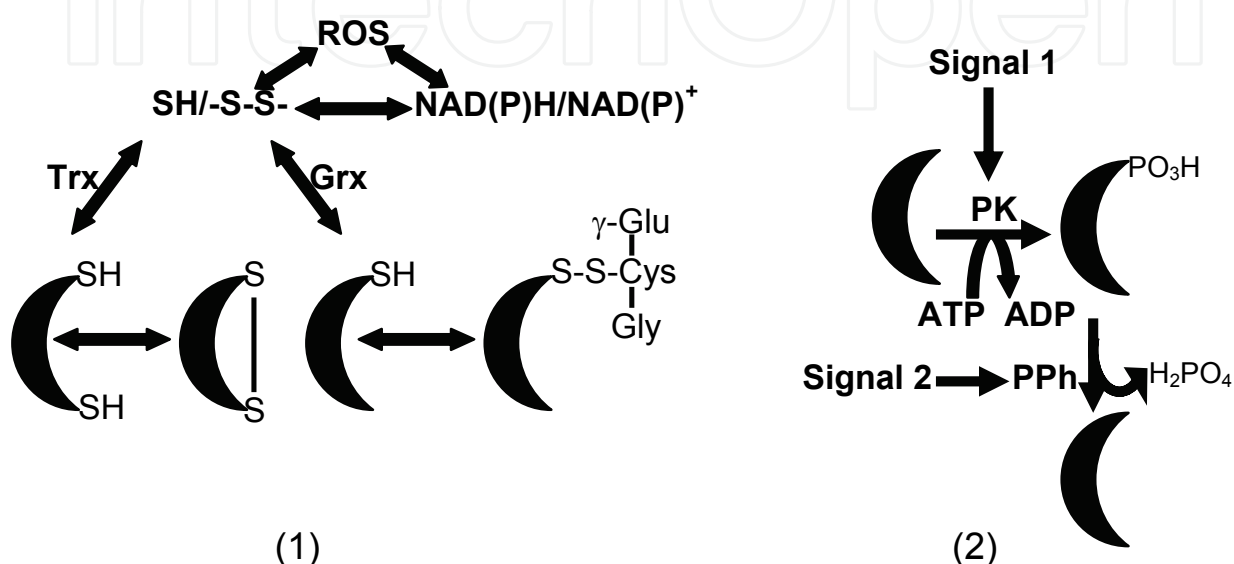 IntechOpen
ROS
SH/-S-S-
NAD(P)H/NAD(P)⁺
Trx
Grx
SH
SH
S
S
SH
γ-Glu
S-S-Cys
Gly
(1)
Signal 1
PK
PO₃H
ATP
ADP
Signal 2
PPh
H₂PO₄
(2)